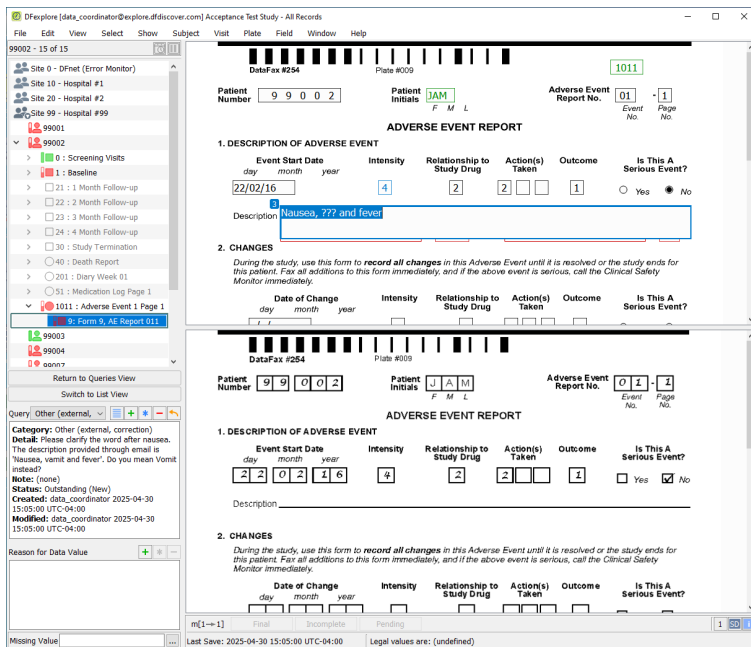 DFexplore [data_coordinator@explore.dfdiscover.com] Acceptance Test Study - All Records
File Edit View Select Show Subject Visit Plate Field Window Help
99002 - 15 of 15
Site 0 - DFnet (Error Monitor)
Site 10 - Hospital #1
Site 20 - Hospital #2
Site 99 - Hospital #99
99001
99002
0 : Screening Visits
1 : Baseline
21 : 1 Month Follow-up
22 : 2 Month Follow-up
23 : 3 Month Follow-up
24 : 4 Month Follow-up
30 : Study Termination
40 : Death Report
201 : Diary Week 01
51 : Medication Log Page 1
1011 : Adverse Event 1 Page 1
9: Form 9, AE Report 011
99003
99004
99007
Return to Queries View
Switch to List View
Query Other (external,
Category: Other (external, correction)
Detail: Please clarify the word after nausea.
The description provided through email is
'Nausea, vamit and fever'. Do you mean Vomit
instead?
Note: (none)
Status: Outstanding (New)
Created: data_coordinator 2025-04-30
15:05:00 UTC-04:00
Modified: data_coordinator 2025-04-30
15:05:00 UTC-04:00
Reason for Data Value
Missing Value ...
DataFax #254 Plate #009
1011
Patient Number 9 9 0 0 2 Patient Initials JAM Adverse Event Report No. 01 - 1
F M L Event No. Page No.
ADVERSE EVENT REPORT
1. DESCRIPTION OF ADVERSE EVENT
Event Start Date Intensity Relationship to Study Drug Action(s) Taken Outcome Is This A Serious Event?
day month year
22/02/16 4 2 2 1 Yes No
3
Description Nausea, ??? and fever
2. CHANGES
During the study, use this form to record all changes in this Adverse Event until it is resolved or the study ends for
this patient. Fax all additions to this form immediately, and if the above event is serious, call the Clinical Safety
Monitor immediately.
Date of Change Intensity Relationship to Study Drug Action(s) Taken Outcome Is This A Serious Event?
day month year
DataFax #254 Plate #009
Patient Number 9 9 0 0 2 Patient Initials J A M Adverse Event Report No. 0 1 - 1
F M L Event No. Page No.
ADVERSE EVENT REPORT
1. DESCRIPTION OF ADVERSE EVENT
Event Start Date Intensity Relationship to Study Drug Action(s) Taken Outcome Is This A Serious Event?
day month year
2 2 0 2 1 6 4 2 2 1 Yes No
Description
2. CHANGES
During the study, use this form to record all changes in this Adverse Event until it is resolved or the study ends for
this patient. Fax all additions to this form immediately, and if the above event is serious, call the Clinical Safety
Monitor immediately.
Date of Change Intensity Relationship to Study Drug Action(s) Taken Outcome Is This A Serious Event?
day month year
m[1→1] Final Incomplete Pending 1 SD
Last Save: 2025-04-30 15:05:00 UTC-04:00 Legal values are: (undefined)